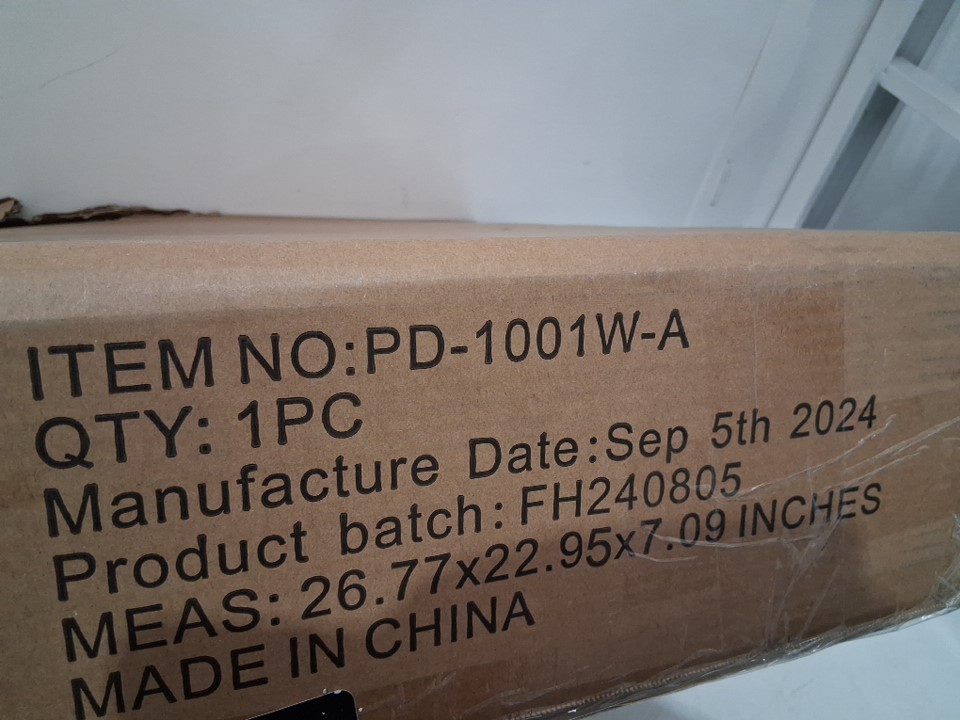 ITEM NO:PD-1001W-A
QTY: 1PC
Manufacture Date:Sep 5th 2024
Product batch:FH240805
MEAS: 26.77x22.95x7.09 INCHES
MADE IN CHINA